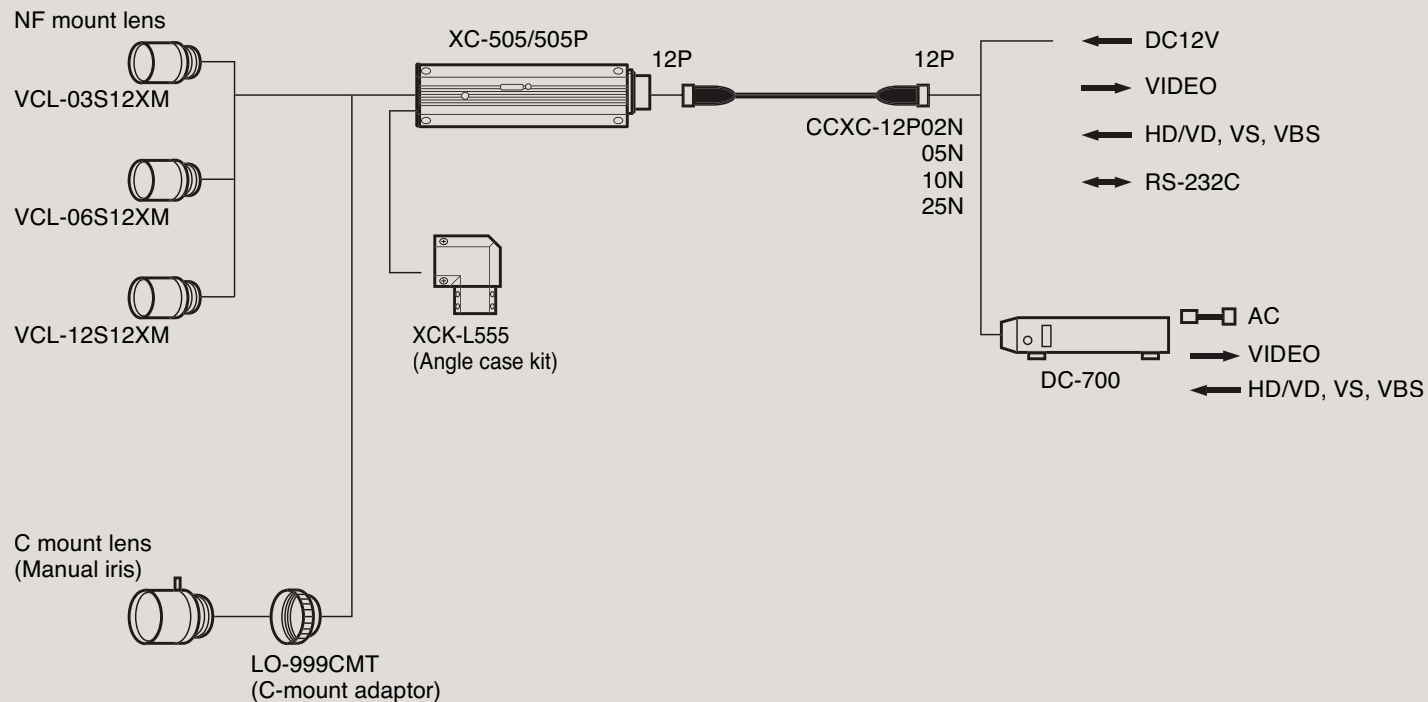 NF mount lens
VCL-03S12XM
VCL-06S12XM
VCL-12S12XM
XC-505/505P
12P
12P
CCXC-12P02N
05N
10N
25N
DC12V
VIDEO
HD/VD, VS, VBS
RS-232C
XCK-L555
(Angle case kit)
DC-700
AC
VIDEO
HD/VD, VS, VBS
C mount lens
(Manual iris)
LO-999CMT
(C-mount adaptor)